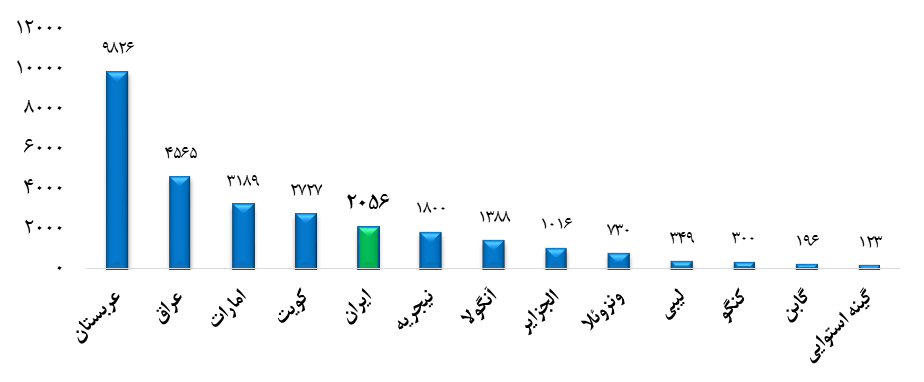 ۱۲۰۰۰
۱۰۰۰۰
۸۰۰۰
۶۰۰۰
۴۰۰۰
۲۰۰۰
۰
۹۸۲۶
۴۵۶۵
۳۱۸۹
۲۷۲۷
۲۰۵۶
۱۸۰۰
۱۳۸۸
۱۰۱۶
۷۳۰
۳۴۹
۳۰۰
۱۹۶
۱۲۳
عربستان
عراق
امارات
کویت
ایران
نیجریه
آنگولا
الجزایر
ونزوئلا
لیبی
کنگو
گابن
گینه استوایی